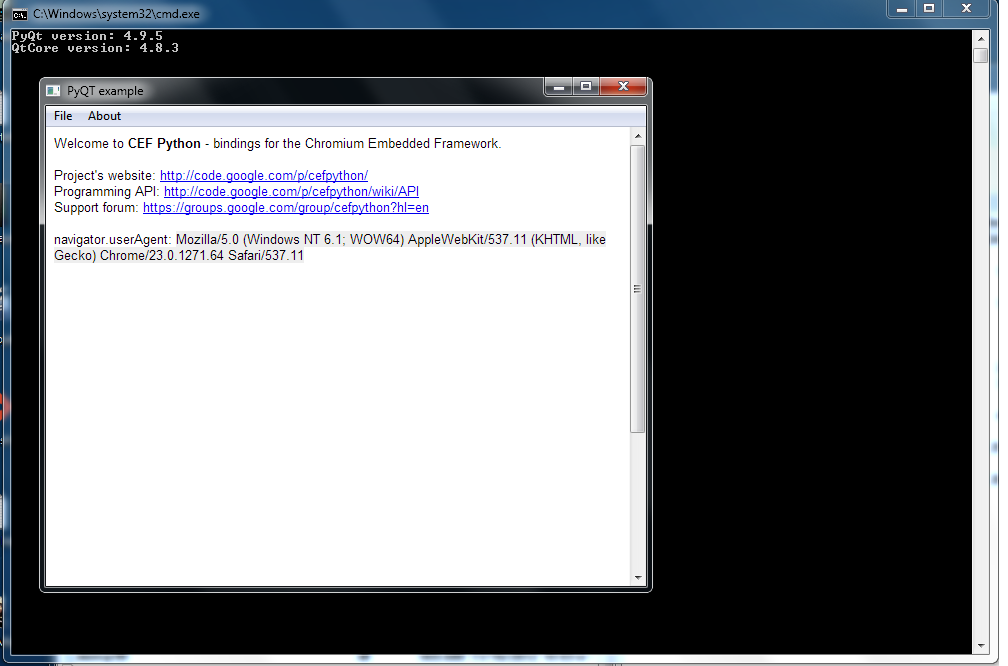 C:\Windows\system32\cmd.exe
PyQt version: 4.9.5
QtCore version: 4.8.3
PyQT example
File About
Welcome to CEF Python - bindings for the Chromium Embedded Framework.
Project's website: http://code.google.com/p/cefpython/
Programming API: http://code.google.com/p/cefpython/wiki/API
Support forum: https://groups.google.com/group/cefpython?hl=en
navigator.userAgent: Mozilla/5.0 (Windows NT 6.1; WOW64) AppleWebKit/537.11 (KHTML, like
Gecko) Chrome/23.0.1271.64 Safari/537.11